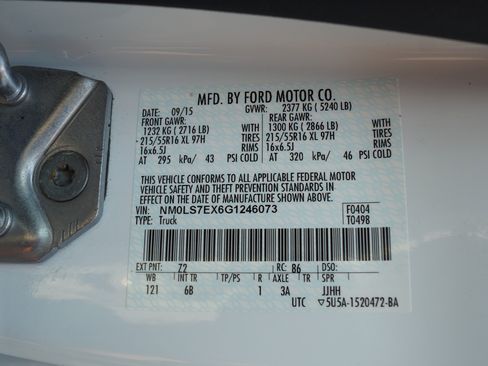 MFD. BY FORD MOTOR CO.
DATE: 09/15 GVWR: 2377 KG ( 5240 LB)
FRONT GAWR: REAR GAWR:
1232 KG ( 2716 LB) WITH 1300 KG ( 2866 LB) WITH
215/55R16 XL 97H TIRES 215/55R16 XL 97H TIRES
16x6.5J RIMS 16x6.5J RIMS
AT 295 kPa/ 43 PSI COLD AT 320 kPa/ 46 PSI COLD
THIS VEHICLE CONFORMS TO ALL APPLICABLE FEDERAL MOTOR
VEHICLE SAFETY AND THEFT PREVENTION STANDARDS IN
EFFECT ON THE DATE OF MANUFACTURE SHOWN ABOVE.
VIN: NM0LS7EX6G1246073 F0404
TYPE: Truck T0498
EXT PNT: Z2 RC: B6 DSO:
WB INT TR TP/PS R AXLE TR SPR
121 6B 1 3A JJHH
UTC ▽5U5A-1520472-BA